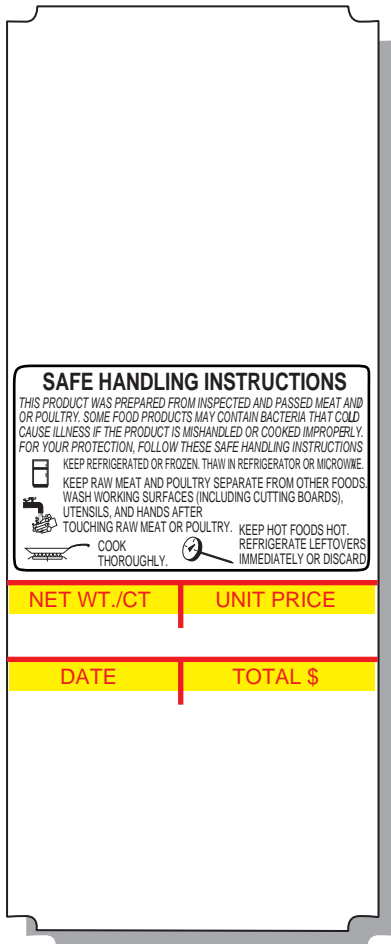 SAFE HANDLING INSTRUCTIONS
THIS PRODUCT WAS PREPARED FROM INSPECTED AND PASSED MEAT AND/
OR POULTRY. SOME FOOD PRODUCTS MAY CONTAIN BACTERIA THAT COULD
CAUSE ILLNESS IF THE PRODUCT IS MISHANDLED OR COOKED IMPROPERLY.
FOR YOUR PROTECTION, FOLLOW THESE SAFE HANDLING INSTRUCTIONS
KEEP REFRIGERATED OR FROZEN. THAW IN REFRIGERATOR OR MICROWAVE.
KEEP RAW MEAT AND POULTRY SEPARATE FROM OTHER FOODS.
WASH WORKING SURFACES (INCLUDING CUTTING BOARDS),
UTENSILS, AND HANDS AFTER
TOUCHING RAW MEAT OR POULTRY.
COOK
THOROUGHLY.
KEEP HOT FOODS HOT.
REFRIGERATE LEFTOVERS
IMMEDIATELY OR DISCARD
NET WT./CT UNIT PRICE
DATE TOTAL $